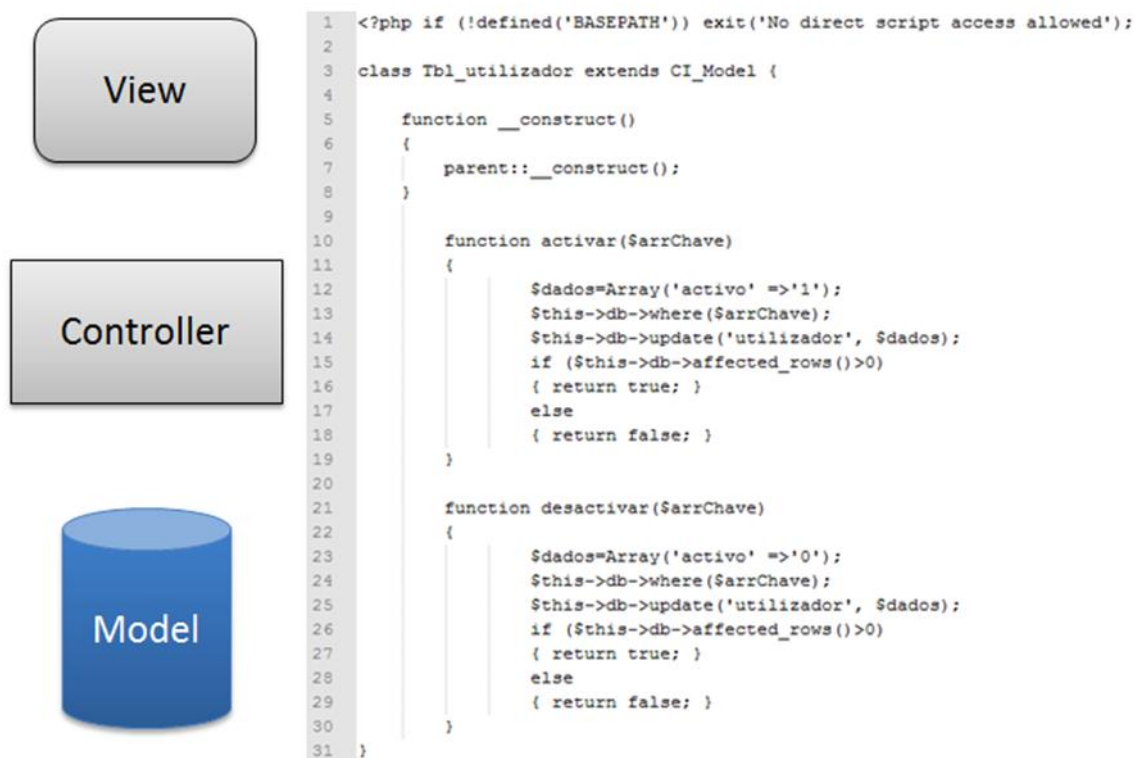 View
Controller
Model
1 <?php if (!defined('BASEPATH')) exit('No direct script access allowed');
2
3 class Tbl_utilizador extends CI_Model {
4
5     function __construct()
6     {
7         parent::__construct();
8     }
9
10         function activar($arrChave)
11         {
12                 $dados=Array('activo' =>'1');
13                 $this->db->where($arrChave);
14                 $this->db->update('utilizador', $dados);
15                 if ($this->db->affected_rows()>0)
16                 { return true; }
17                 else
18                 { return false; }
19         }
20
21         function desactivar($arrChave)
22         {
23                 $dados=Array('activo' =>'0');
24                 $this->db->where($arrChave);
25                 $this->db->update('utilizador', $dados);
26                 if ($this->db->affected_rows()>0)
27                 { return true; }
28                 else
29                 { return false; }
30         }
31 }